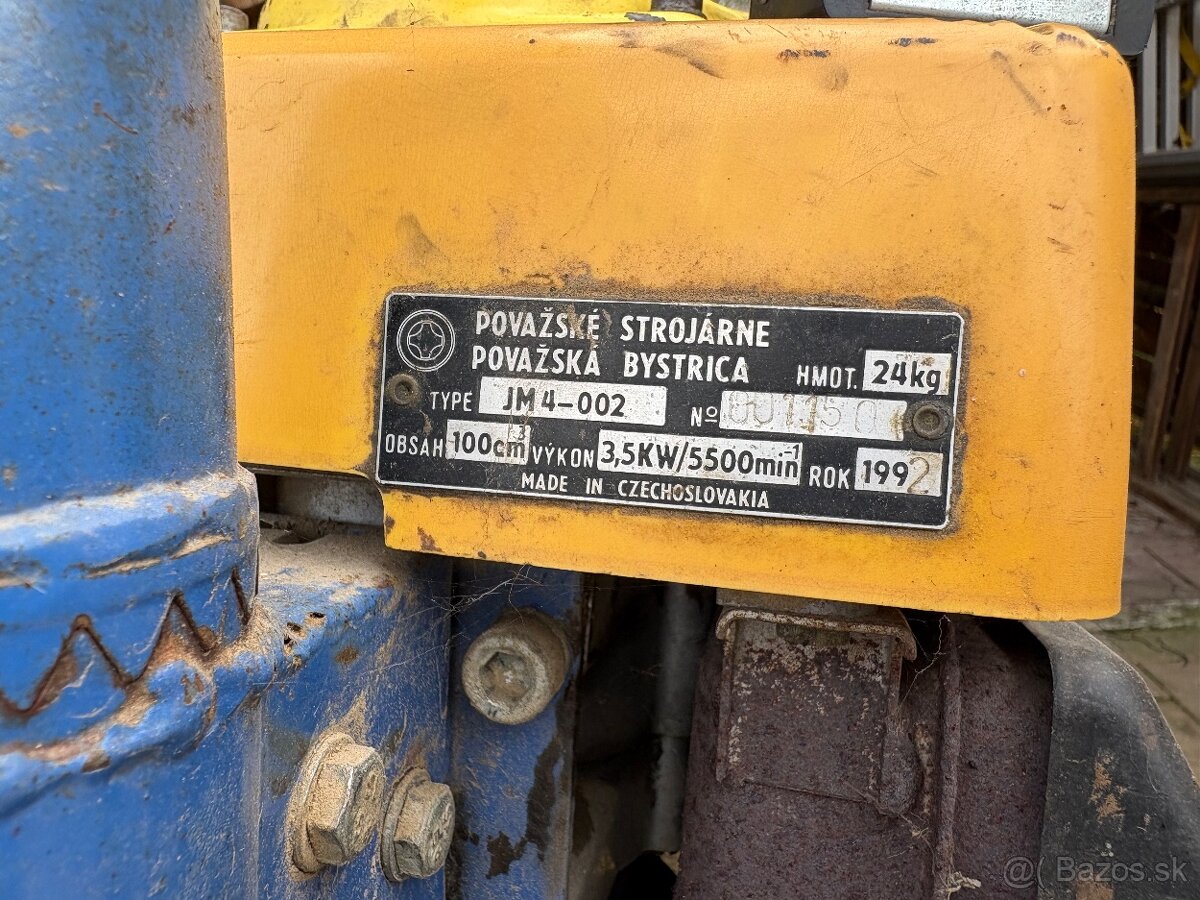 POVAŽSKÉ STROJÁRNE
POVAŽSKÁ BYSTRICA HMOT. 24kg
TYPE JM 4-002 Nº
OBSAH 100cm³ VÝKON 3,5KW/5500min⁻¹ ROK 1992
MADE IN CZECHOSLOVAKIA
@ Bazos.sk